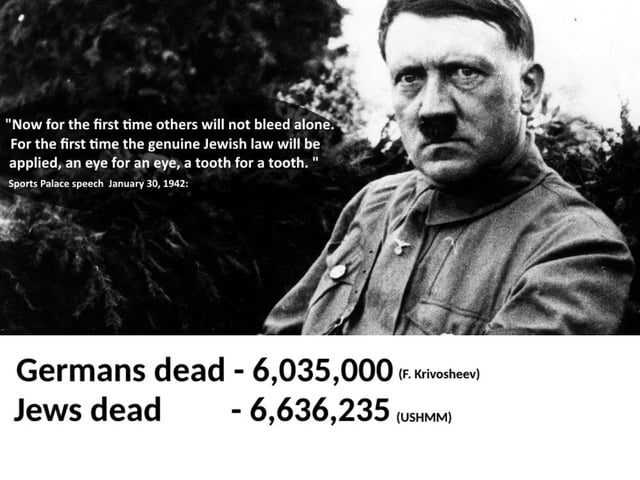 "Now for the first time others will not bleed alone.
For the first time the genuine Jewish law will be
applied, an eye for an eye, a tooth for a tooth. "
Sports Palace speech January 30, 1942:
Germans dead - 6,035,000 (F. Krivosheev)
Jews dead - 6,636,235 (USHMM)